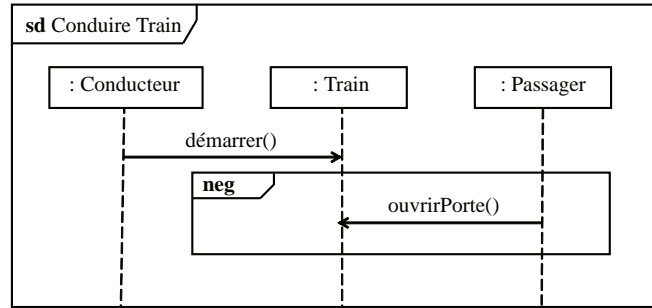 sd Conduire Train
: Conducteur
: Train
: Passager
démarrer()
neg
ouvrirPorte()